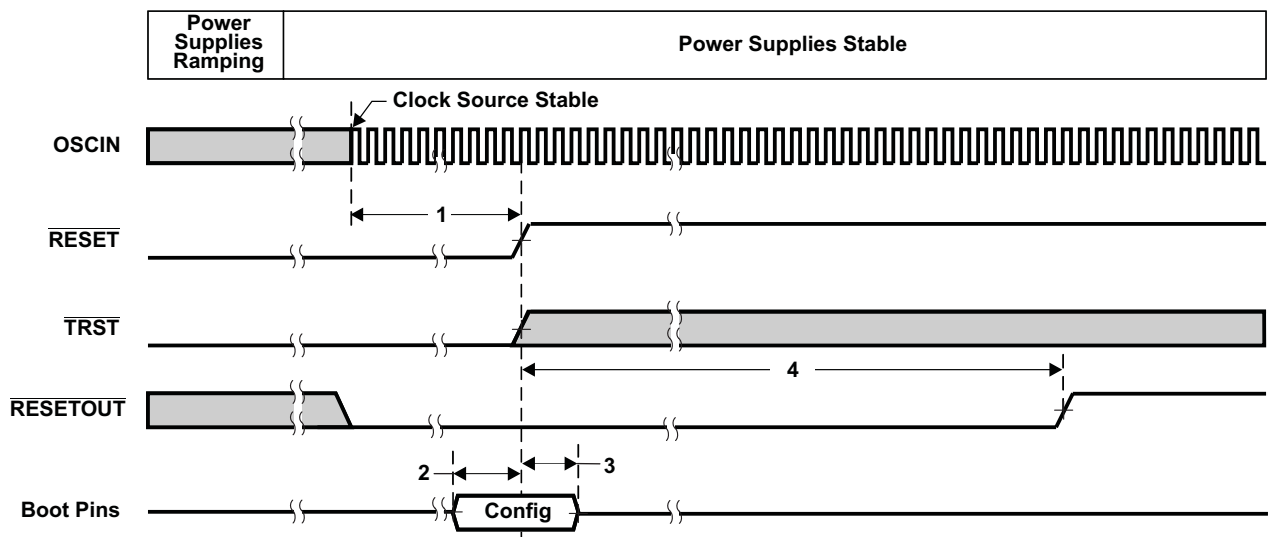 Power
Supplies
Ramping
Power Supplies Stable
Clock Source Stable
OSCIN
1
RESET
TRST
4
RESETOUT
2
3
Boot Pins
Config